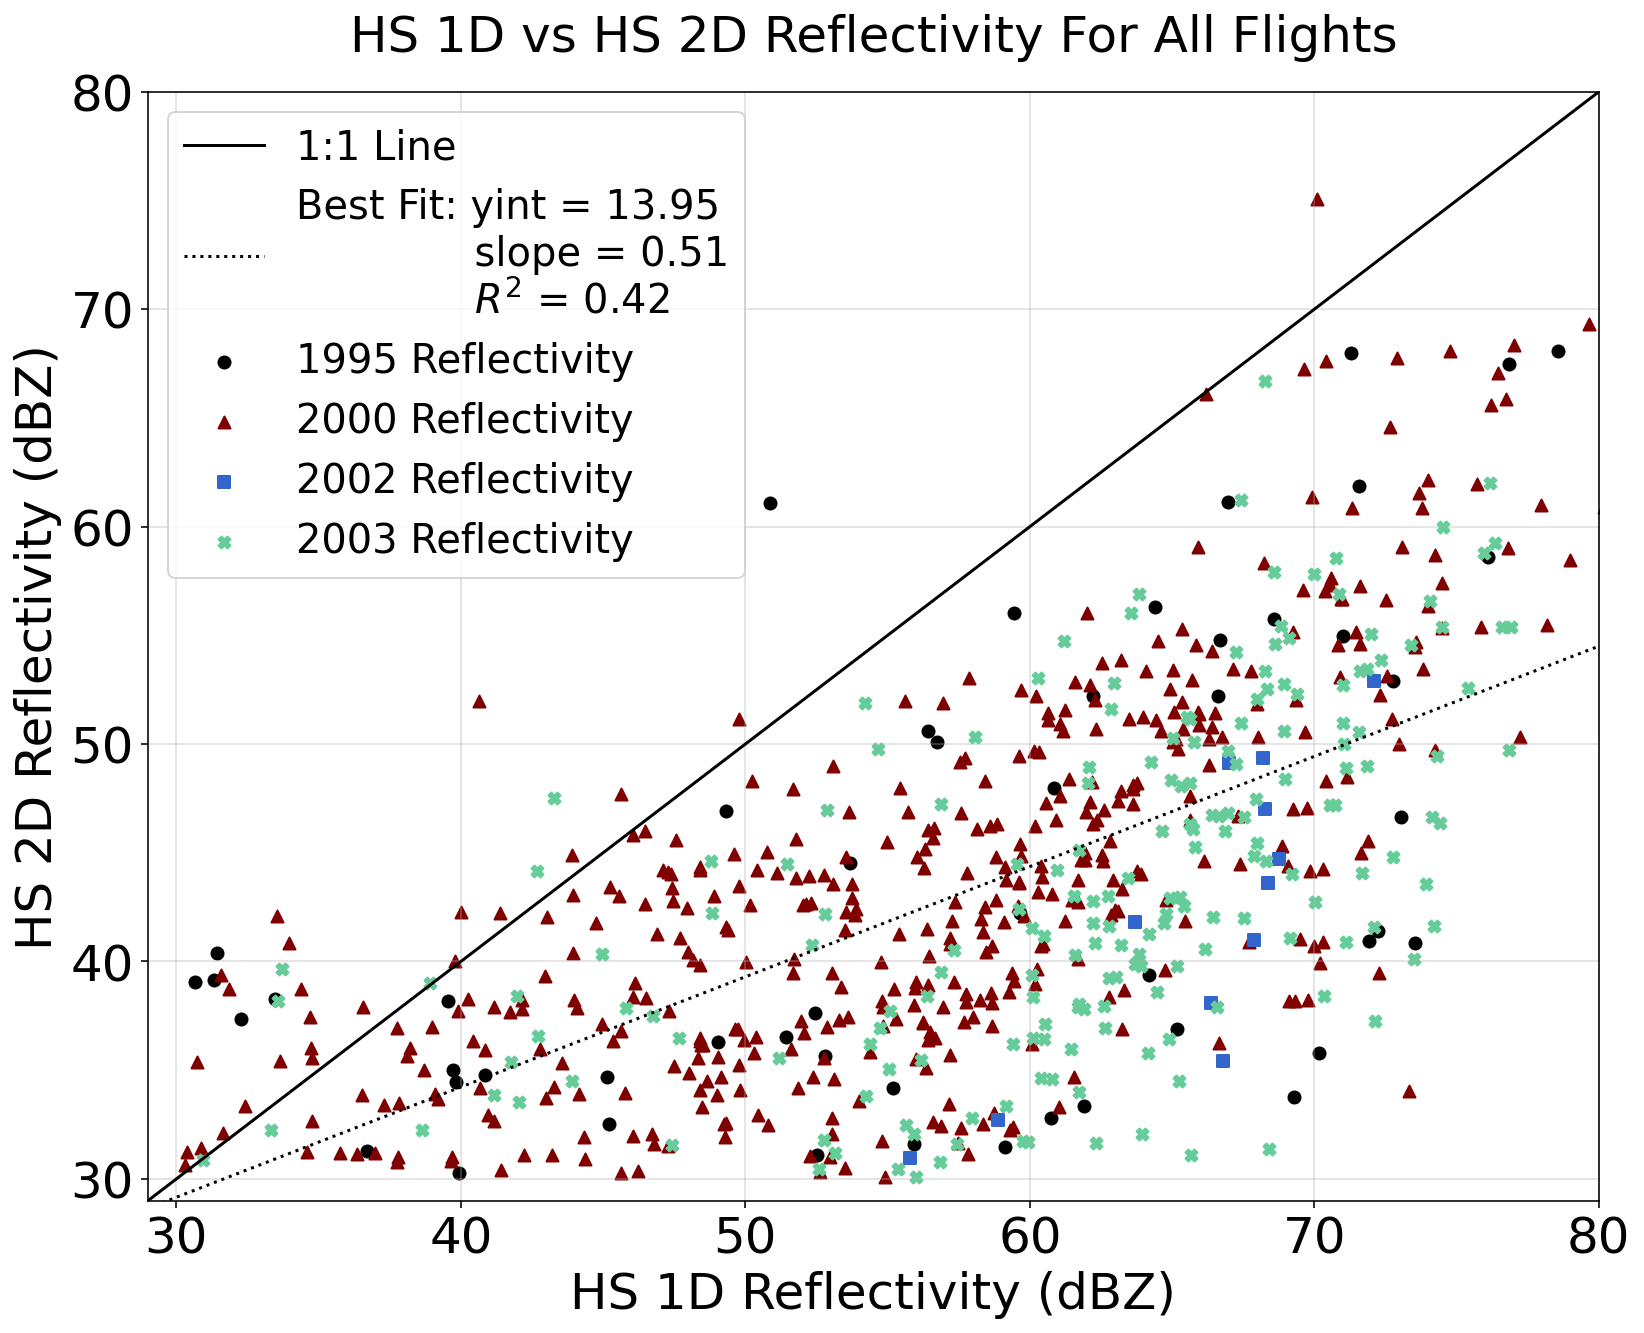 HS 1D vs HS 2D Reflectivity For All Flights
HS 2D Reflectivity (dBZ)
80
70
60
50
40
30
1:1 Line
Best Fit: yint = 13.95
slope = 0.51
R² = 0.42
1995 Reflectivity
2000 Reflectivity
2002 Reflectivity
2003 Reflectivity
30 40 50 60 70 80
HS 1D Reflectivity (dBZ)